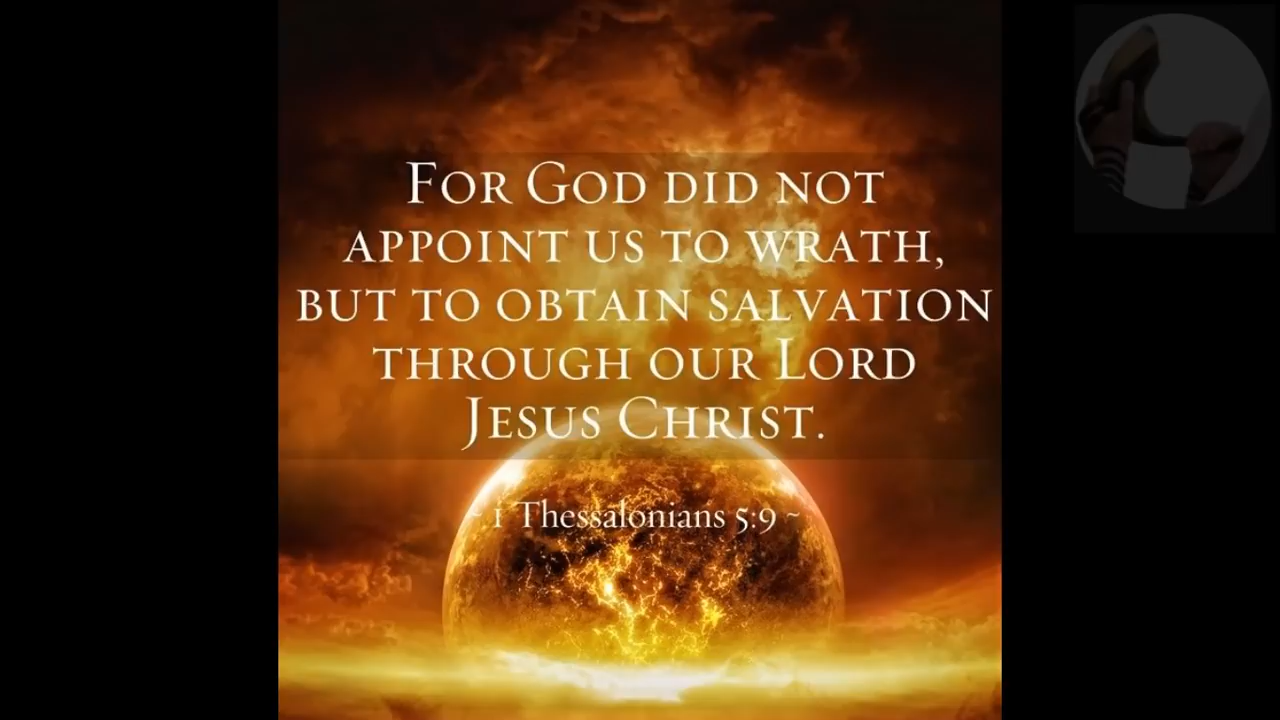 For God did not
appoint us to wrath,
but to obtain salvation
through our Lord
Jesus Christ.
~ 1 Thessalonians 5:9 ~